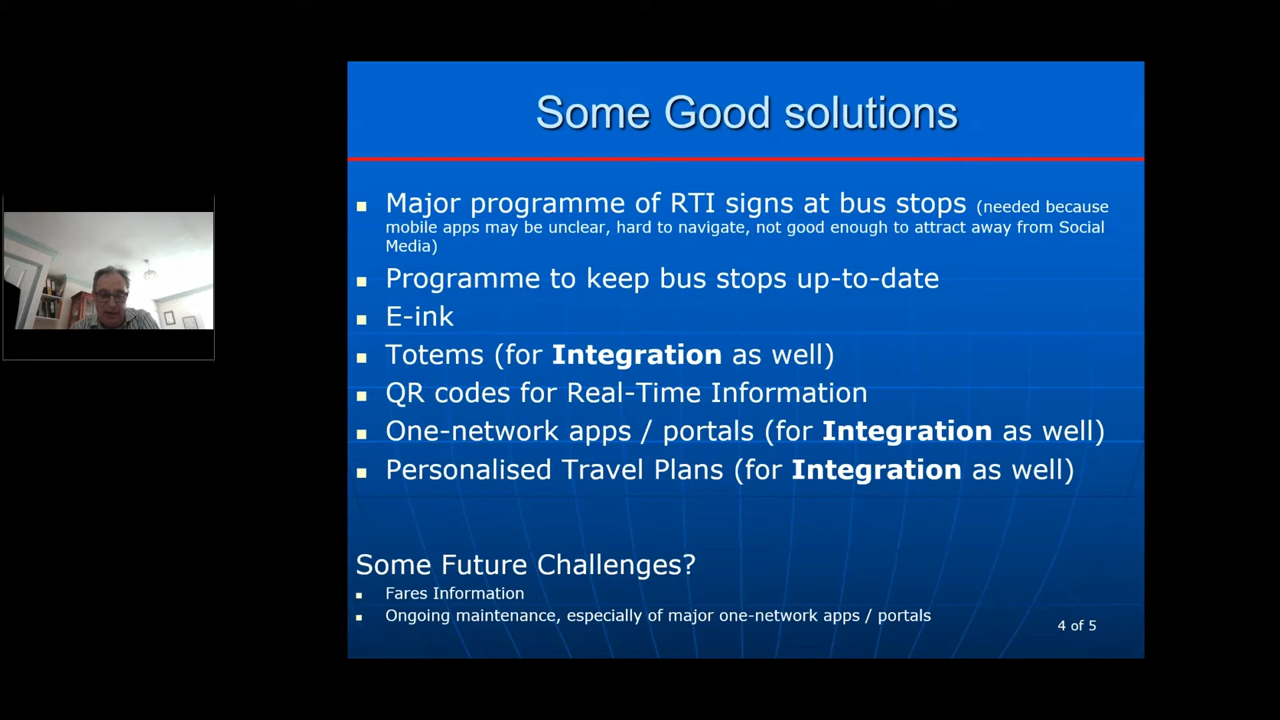 Some Good solutions
Major programme of RTI signs at bus stops (needed because
mobile apps may be unclear, hard to navigate, not good enough to attract away from Social
Media)
Programme to keep bus stops up-to-date
E-ink
Totems (for Integration as well)
QR codes for Real-Time Information
One-network apps / portals (for Integration as well)
Personalised Travel Plans (for Integration as well)
Some Future Challenges?
Fares Information
Ongoing maintenance, especially of major one-network apps / portals
4 of 5